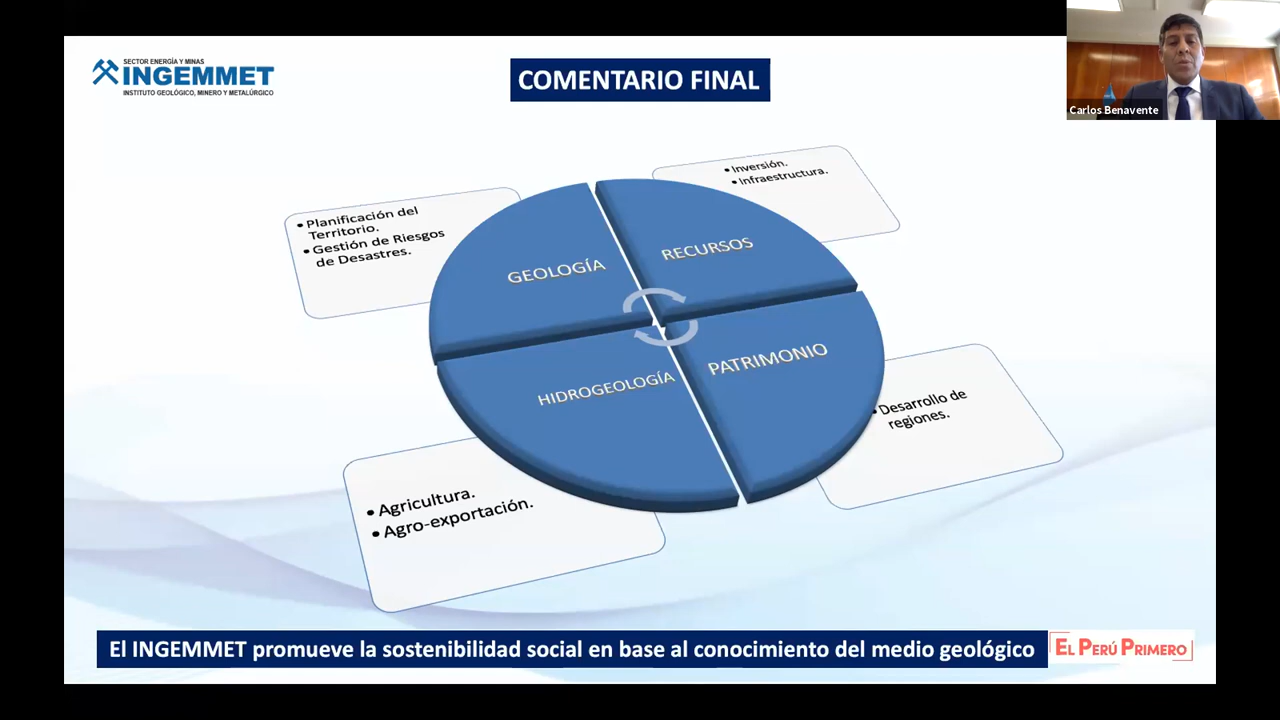 SECTOR ENERGÍA Y MINAS
INGEMMET
INSTITUTO GEOLÓGICO, MINERO Y METALÚRGICO
COMENTARIO FINAL
Carlos Benavente
• Planificación del
Territorio.
• Gestión de Riesgos
de Desastres.
• Inversión.
• Infraestructura.
GEOLOGÍA
RECURSOS
HIDROGEOLOGÍA
PATRIMONIO
• Agricultura.
• Agro-exportación.
• Desarrollo de
regiones.
El INGEMMET promueve la sostenibilidad social en base al conocimiento del medio geológico
EL PERÚ PRIMERO